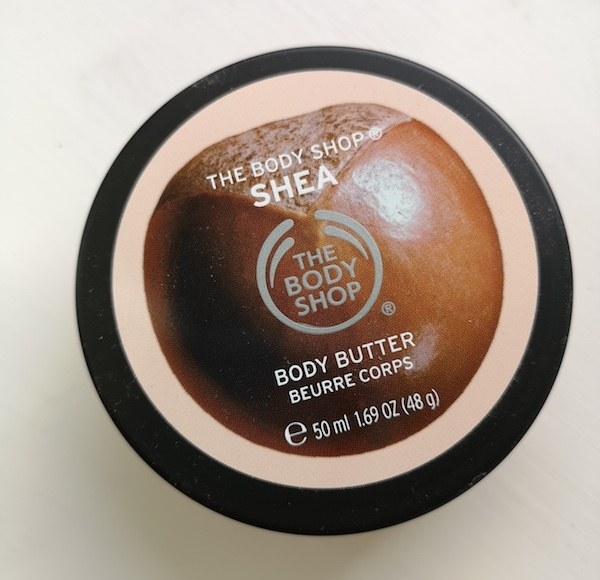 THE BODY SHOP®
SHEA
THE
BODY
SHOP
®
BODY BUTTER
BEURRE CORPS
℮ 50 ml 1.69 OZ (48 g)